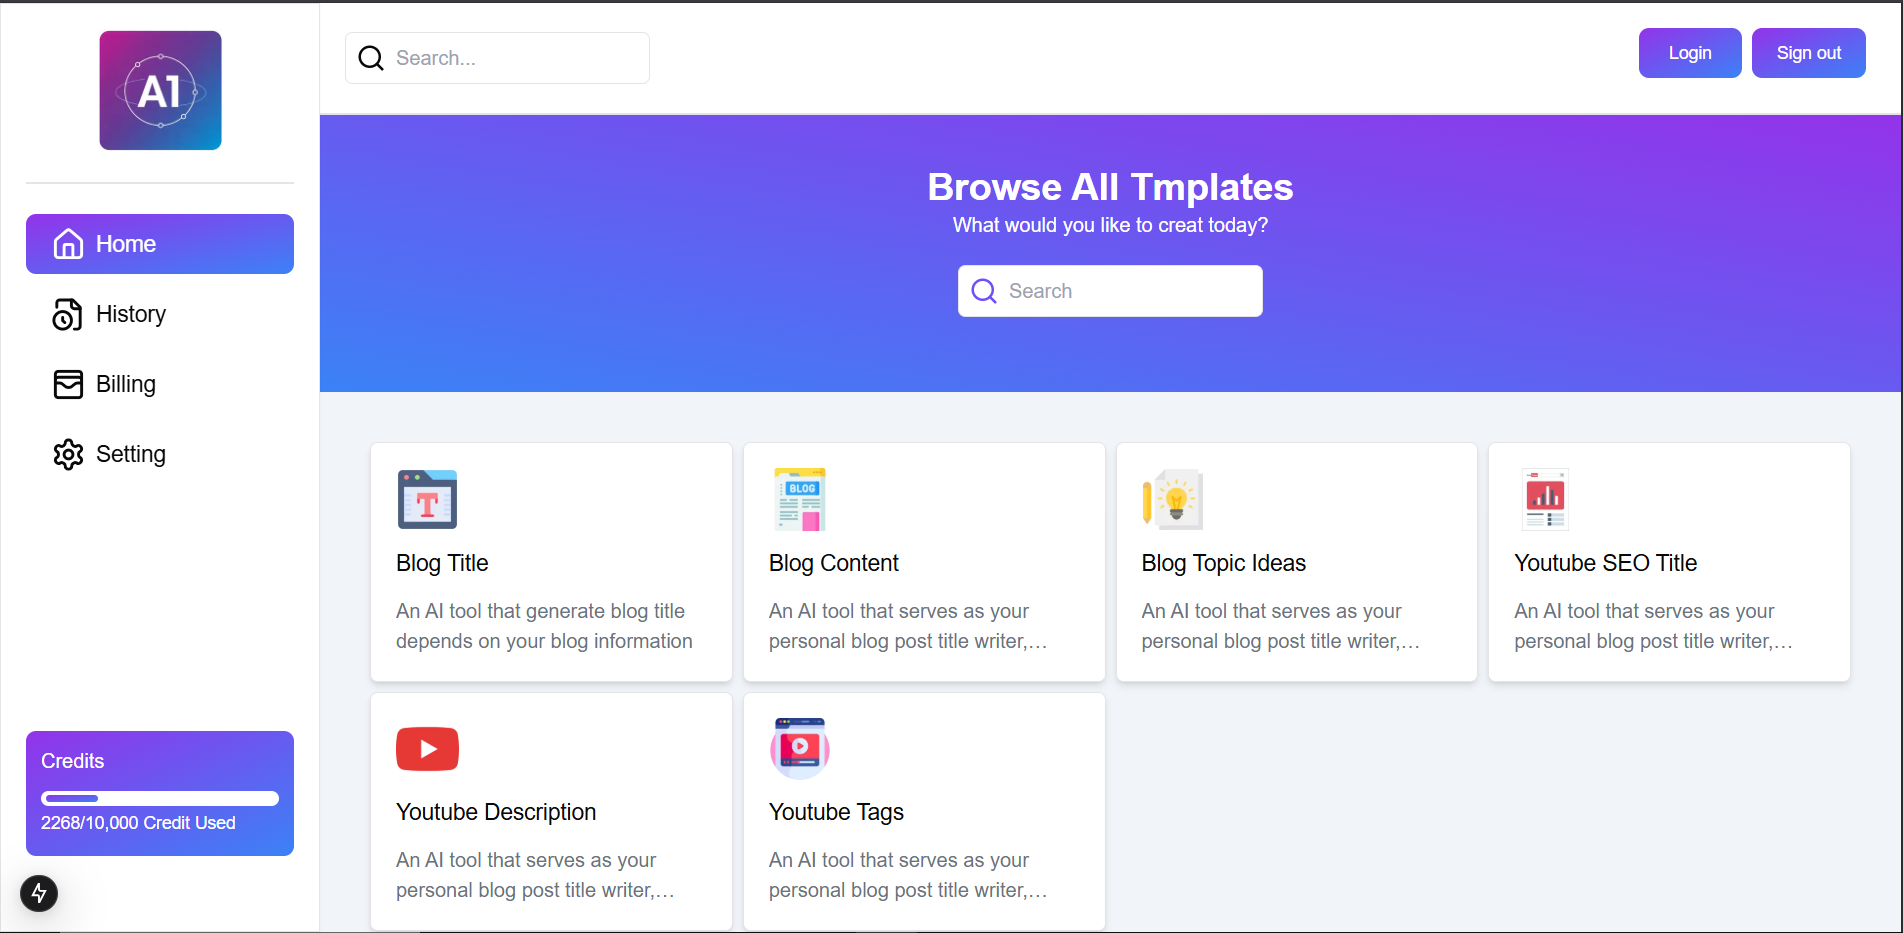 A1
Search...
Login
Sign out
Home
History
Billing
Setting
Credits
2268/10,000 Credit Used
Browse All Tmplates
What would you like to creat today?
Search
Blog Title
An AI tool that generate blog title
depends on your blog information
BLOG
Blog Content
An AI tool that serves as your
personal blog post title writer,...
Blog Topic Ideas
An AI tool that serves as your
personal blog post title writer,...
Youtube SEO Title
An AI tool that serves as your
personal blog post title writer,...
Youtube Description
An AI tool that serves as your
personal blog post title writer,...
Youtube Tags
An AI tool that serves as your
personal blog post title writer,...